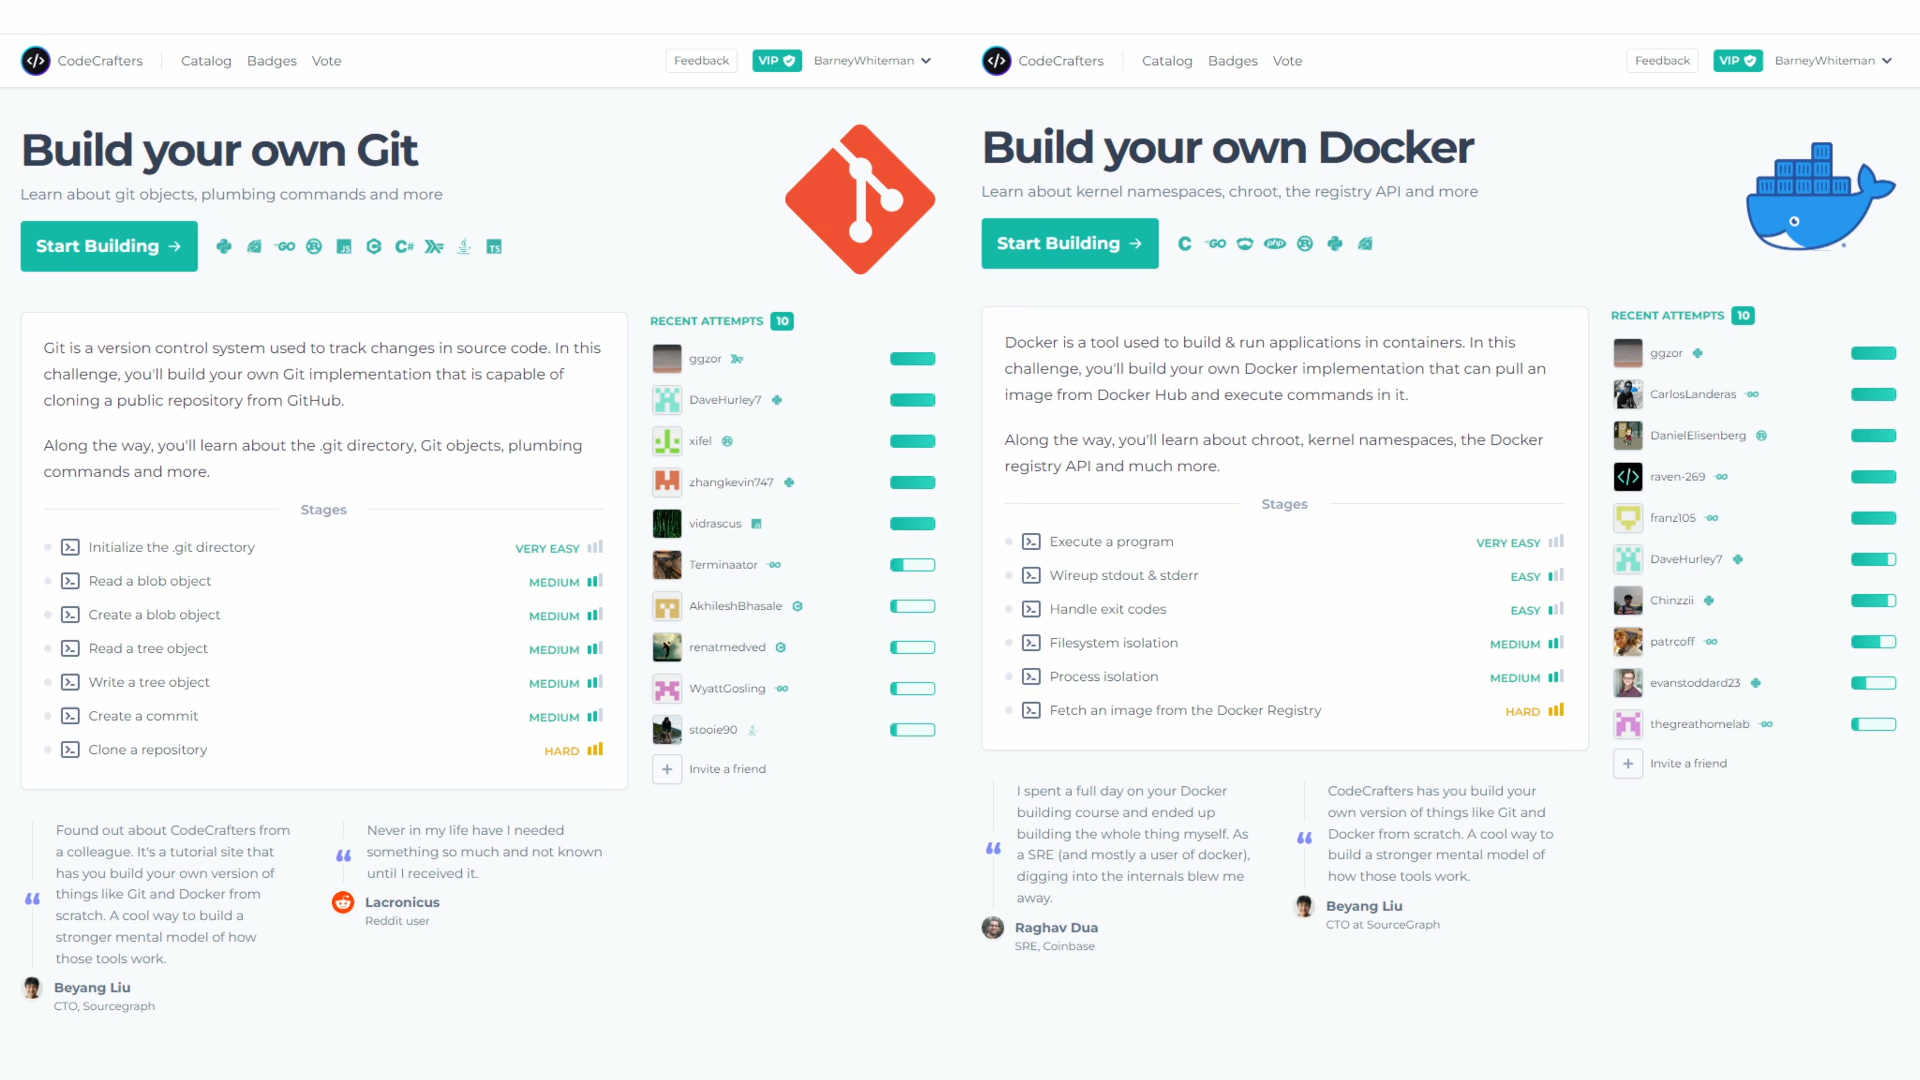 CodeCrafters
Catalog
Badges
Vote
Feedback
VIP
BarneyWhiteman
Build your own Git
Learn about git objects, plumbing commands and more
Start Building →
GO
JS
C
C#
TS
Git is a version control system used to track changes in source code. In this
challenge, you'll build your own Git implementation that is capable of
cloning a public repository from GitHub.
Along the way, you'll learn about the .git directory, Git objects, plumbing
commands and more.
Stages
Initialize the .git directory
VERY EASY
Read a blob object
MEDIUM
Create a blob object
MEDIUM
Read a tree object
MEDIUM
Write a tree object
MEDIUM
Create a commit
MEDIUM
Clone a repository
HARD
RECENT ATTEMPTS 10
ggzor
DaveHurley7
xifel
zhangkevin747
vidrascus
Terminaator
AkhileshBhasale
renatmedved
WyattGosling
stooie90
Invite a friend
Found out about CodeCrafters from
a colleague. It's a tutorial site that
has you build your own version of
things like Git and Docker from
scratch. A cool way to build a
stronger mental model of how
those tools work.
Beyang Liu
CTO, Sourcegraph
Never in my life have I needed
something so much and not known
until I received it.
Lacronicus
Reddit user
CodeCrafters
Catalog
Badges
Vote
Feedback
VIP
BarneyWhiteman
Build your own Docker
Learn about kernel namespaces, chroot, the registry API and more
Start Building →
C
GO
php
Docker is a tool used to build & run applications in containers. In this
challenge, you'll build your own Docker implementation that can pull an
image from Docker Hub and execute commands in it.
Along the way, you'll learn about chroot, kernel namespaces, the Docker
registry API and much more.
Stages
Execute a program
VERY EASY
Wireup stdout & stderr
EASY
Handle exit codes
EASY
Filesystem isolation
MEDIUM
Process isolation
MEDIUM
Fetch an image from the Docker Registry
HARD
RECENT ATTEMPTS 10
ggzor
CarlosLanderas
DanielElisenberg
raven-269
franz105
DaveHurley7
Chinzzii
patrcoff
evanstoddard23
thegreathomelab
Invite a friend
I spent a full day on your Docker
building course and ended up
building the whole thing myself. As
a SRE (and mostly a user of docker),
digging into the internals blew me
away.
Raghav Dua
SRE, Coinbase
CodeCrafters has you build your
own version of things like Git and
Docker from scratch. A cool way to
build a stronger mental model of
how those tools work.
Beyang Liu
CTO at SourceGraph